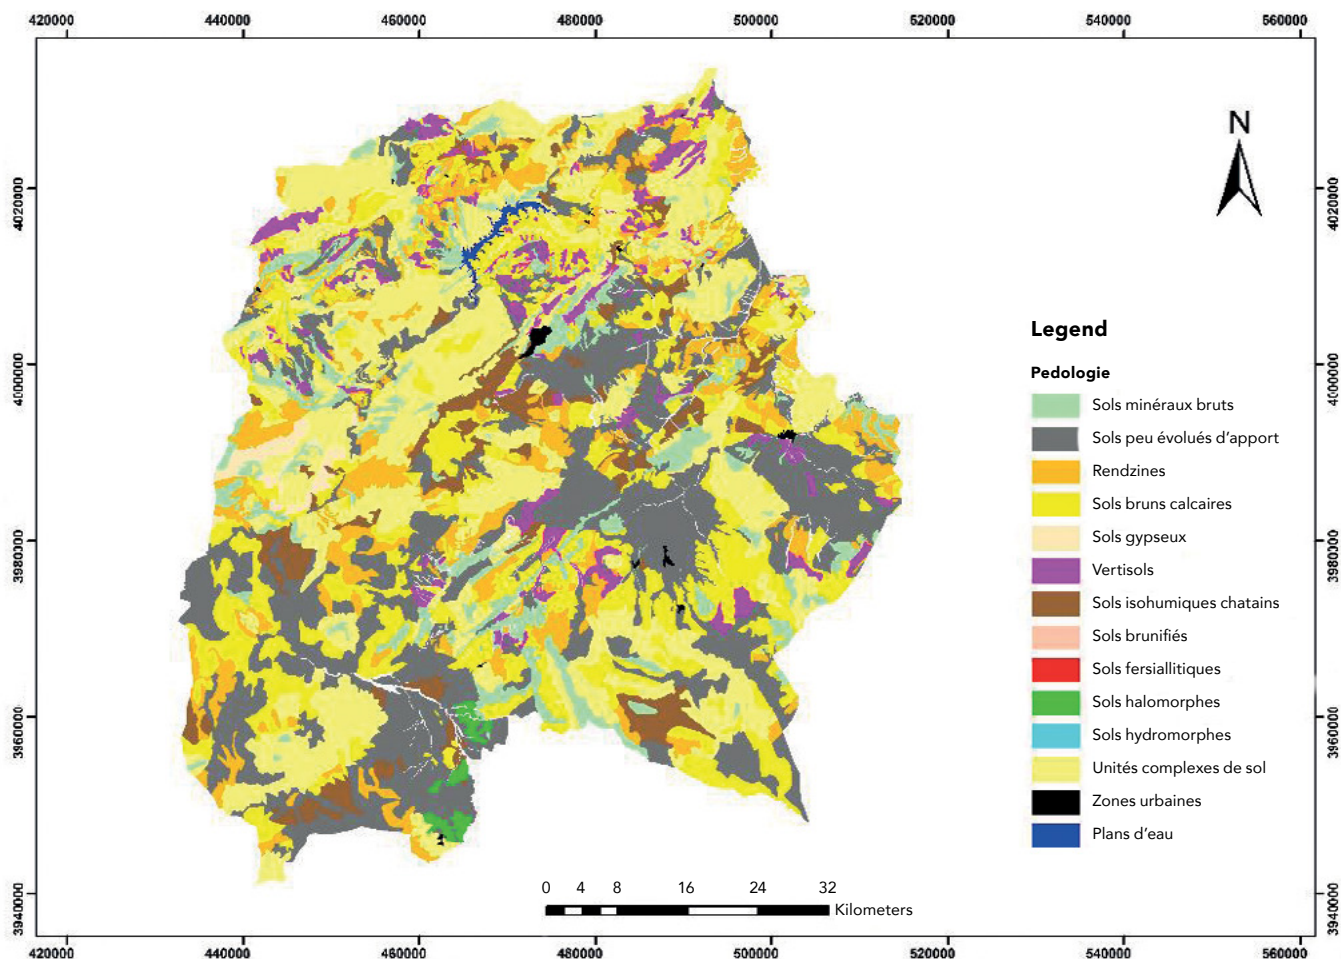 420000 440000 460000 480000 500000 520000 540000 560000
N
4020000 4020000
4000000 4000000
3980000 3980000
3960000 3960000
3940000 3940000
Legend
Pedologie
Sols minéraux bruts
Sols peu évolués d'apport
Rendzines
Sols bruns calcaires
Sols gypseux
Vertisols
Sols isohumiques chatains
Sols brunifiés
Sols fersiallitiques
Sols halomorphes
Sols hydromorphes
Unités complexes de sol
Zones urbaines
Plans d'eau
0 4 8 16 24 32
Kilometers
420000 440000 460000 480000 500000 520000 540000 560000